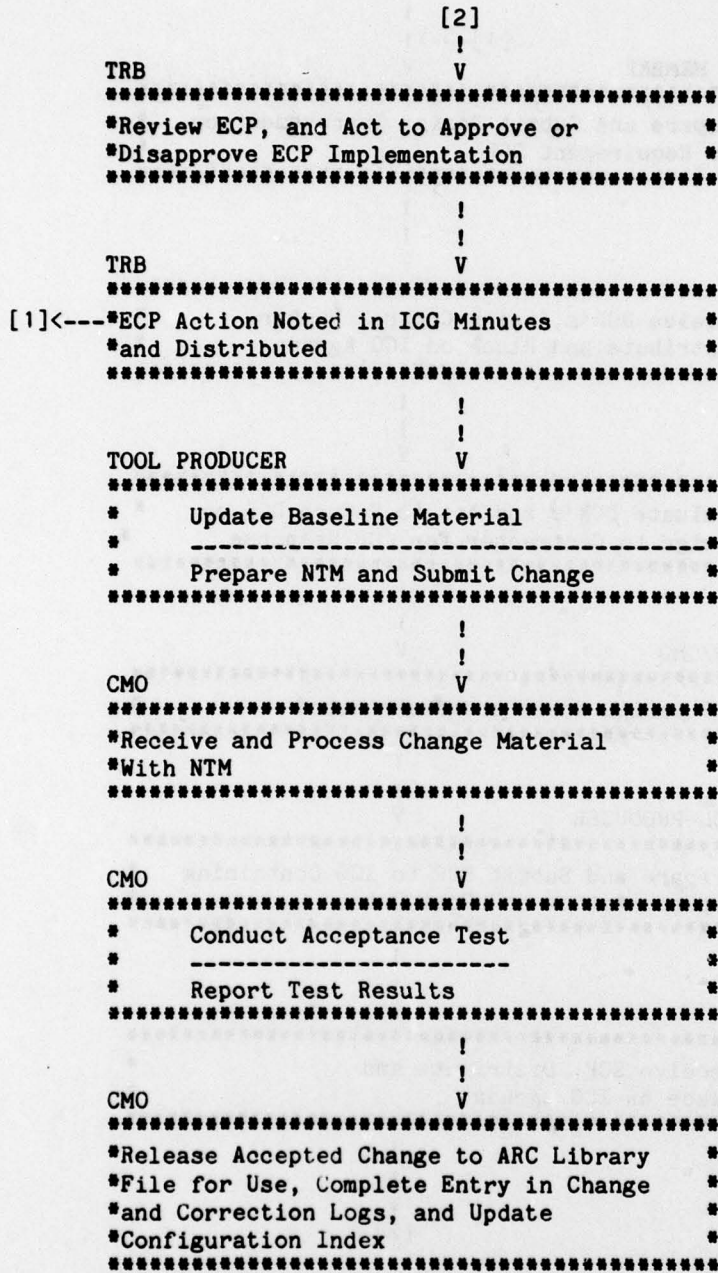 [2]
!
TRB V
*******************************************
*Review ECP, and Act to Approve or *
*Disapprove ECP Implementation *
*******************************************
!
!
TRB V
*******************************************
[1]<---*ECP Action Noted in ICG Minutes *
*and Distributed *
*******************************************
!
!
TOOL PRODUCER V
*******************************************
* Update Baseline Material *
* --------------------------------*
* Prepare NTM and Submit Change *
*******************************************
!
!
CMO V
*******************************************
*Receive and Process Change Material *
*With NTM *
*******************************************
!
!
CMO V
*******************************************
* Conduct Acceptance Test *
* ----------------------- *
* Report Test Results *
*******************************************
!
!
CMO V
*******************************************
*Release Accepted Change to ARC Library *
*File for Use, Complete Entry in Change *
*and Correction Logs, and Update *
*Configuration Index *
*******************************************